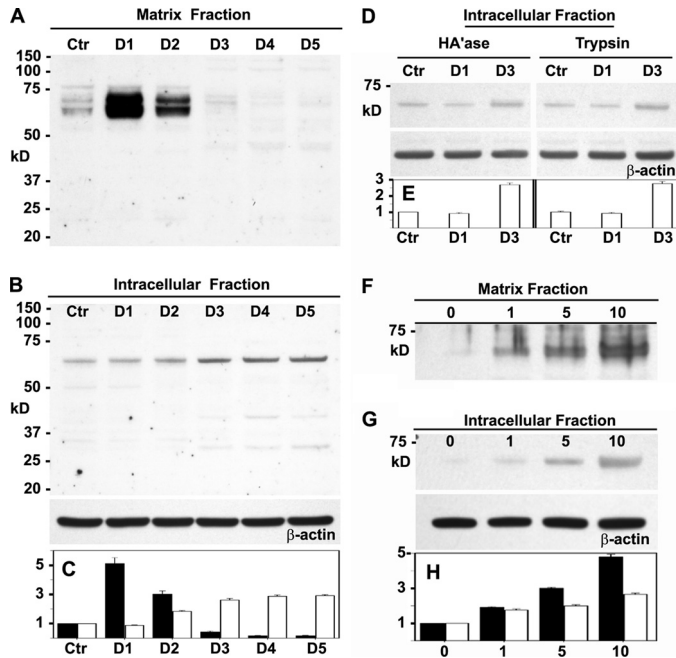 A
Matrix Fraction
Ctr D1 D2 D3 D4 D5
150
100
75
50
kD
37
25
20
B
Intracellular Fraction
Ctr D1 D2 D3 D4 D5
150
100
75
50
kD
37
25
20
β-actin
C
5
3
1
Ctr D1 D2 D3 D4 D5
D
Intracellular Fraction
HA'ase Trypsin
Ctr D1 D3 Ctr D1 D3
75
kD
β-actin
E
3
2
1
Ctr D1 D3 Ctr D1 D3
F
Matrix Fraction
0 1 5 10
75
kD
G
Intracellular Fraction
75
0 1 5 10
kD
β-actin
H
5
3
1
0 1 5 10